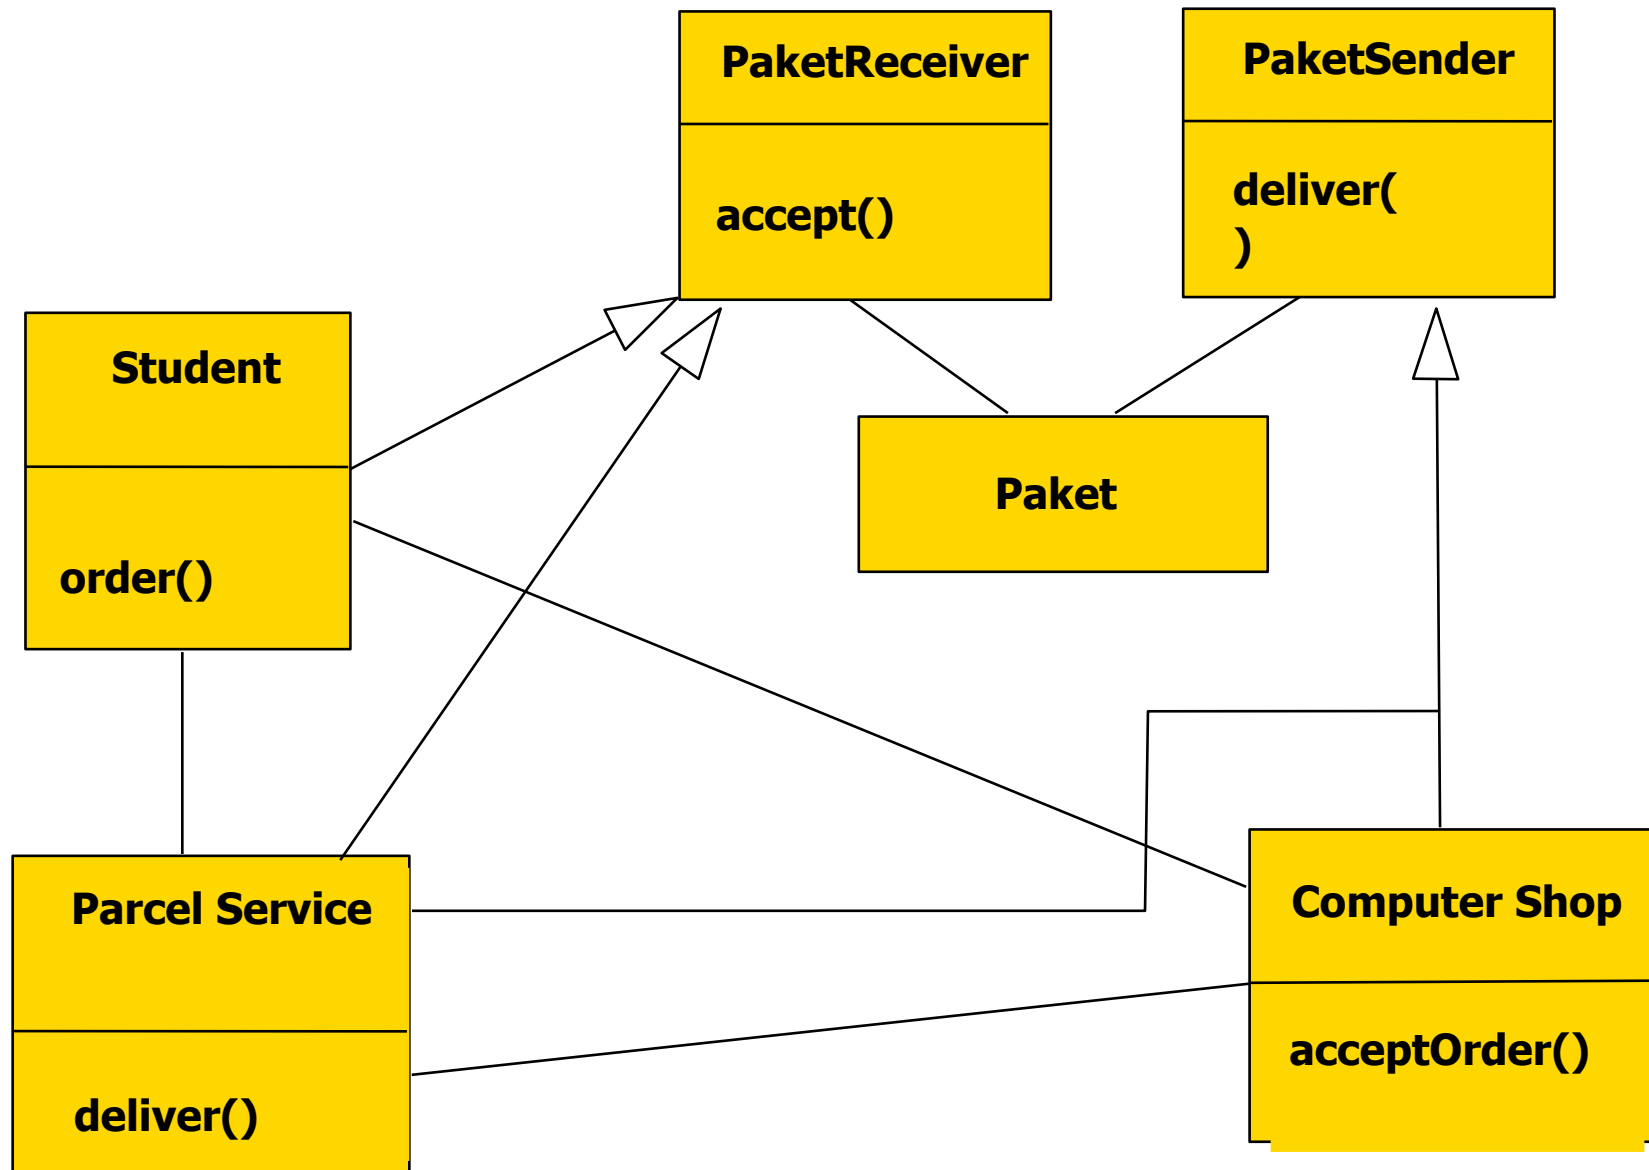 PaketReceiver
accept()
PaketSender
deliver(
)
Student
order()
Paket
Parcel Service
deliver()
Computer Shop
acceptOrder()